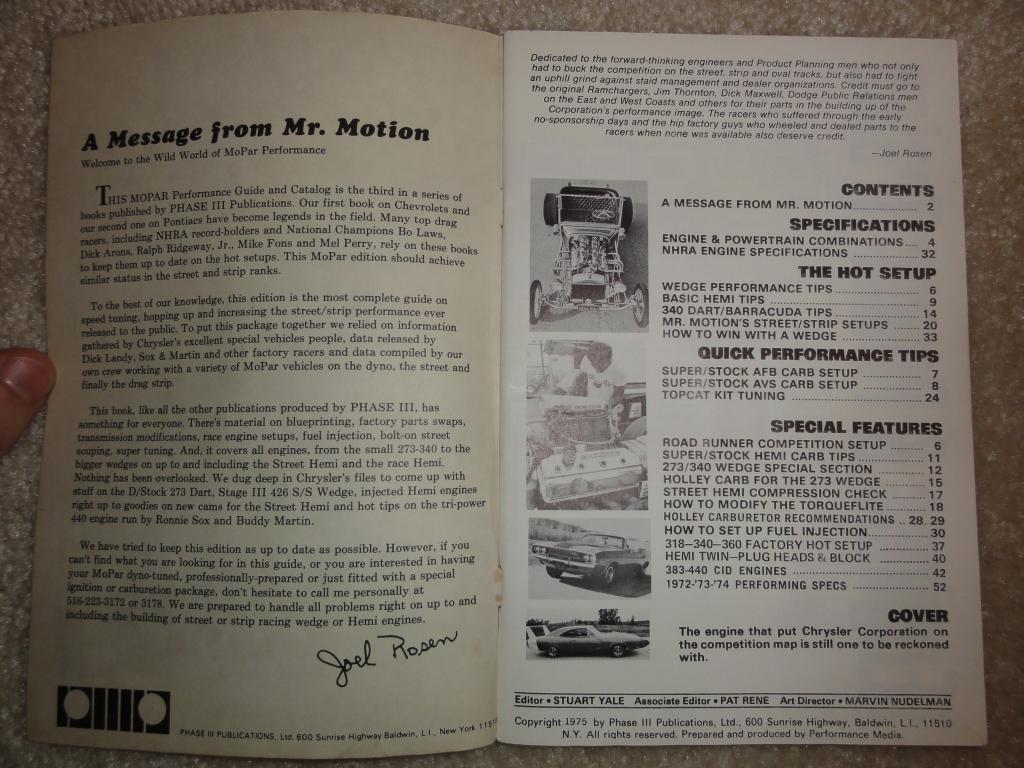 A Message from Mr. Motion
Welcome to the Wild World of MoPar Performance
THIS MOPAR Performance Guide and Catalog is the third in a series of
books published by PHASE III Publications. Our first book on Chevrolets and
our second one on Pontiacs have become legends in the field. Many top drag
racers, including NHRA record-holders and National Champions Bo Laws,
Dick Arons, Ralph Ridgeway, Jr., Mike Fons and Mel Perry, rely on these books
to keep them up to date on the hot setups. This MoPar edition should achieve
similar status in the street and strip ranks.
To the best of our knowledge, this edition is the most complete guide on
speed tuning, hopping up and increasing the street/strip performance ever
released to the public. To put this package together we relied on information
gathered by Chrysler's excellent special vehicles people, data released by
Dick Landy, Sox & Martin and other factory racers and data compiled by our
own crew working with a variety of MoPar vehicles on the dyno, the street and
finally the drag strip.
This book, like all the other publications produced by PHASE III, has
something for everyone. There's material on blueprinting, factory parts swaps,
transmission modifications, race engine setups, fuel injection, bolt-on street
souping, super tuning. And, it covers all engines, from the small 273-340 to the
bigger wedges on up to and including the Street Hemi and the race Hemi.
Nothing has been overlooked. We dug deep in Chrysler's files to come up with
stuff on the D/Stock 273 Dart, Stage III 426 S/S Wedge, injected Hemi engines
right up to goodies on new cams for the Street Hemi and hot tips on the tri-power
440 engine run by Ronnie Sox and Buddy Martin.
We have tried to keep this edition as up to date as possible. However, if you
can't find what you are looking for in this guide, or you are interested in having
your MoPar dyno-tuned, professionally-prepared or just fitted with a special
ignition or carburetion package, don't hesitate to call me personally at
516-223-3172 or 3178. We are prepared to handle all problems right on up to and
including the building of street or strip racing wedge or Hemi engines.
Joel Rosen
PHASE III PUBLICATIONS, Ltd. 600 Sunrise Highway Baldwin, L.I., New York 1151
Dedicated to the forward-thinking engineers and Product Planning men who not only
had to buck the competition on the street, strip and oval tracks, but also had to fight
an uphill grind against staid management and dealer organizations. Credit must go to
the original Ramchargers, Jim Thornton, Dick Maxwell, Dodge Public Relations men
on the East and West Coasts and others for their parts in the building up of the
Corporation's performance image. The racers who suffered through the early
no-sponsorship days and the hip factory guys who wheeled and dealed parts to the
racers when none was available also deserve credit.
—Joel Rosen
CONTENTS
A MESSAGE FROM MR. MOTION................ 2
SPECIFICATIONS
ENGINE & POWERTRAIN COMBINATIONS.... 4
NHRA ENGINE SPECIFICATIONS ................ 32
THE HOT SETUP
WEDGE PERFORMANCE TIPS .................... 6
BASIC HEMI TIPS .................................... 9
340 DART/BARRACUDA TIPS .................... 14
MR. MOTION'S STREET/STRIP SETUPS ....... 20
HOW TO WIN WITH A WEDGE .................. 33
QUICK PERFORMANCE TIPS
SUPER/STOCK AFB CARB SETUP ............... 7
SUPER/STOCK AVS CARB SETUP ............... 8
TOPCAT KIT TUNING ............................... 24
SPECIAL FEATURES
ROAD RUNNER COMPETITION SETUP ......... 6
SUPER/STOCK HEMI CARB TIPS ................. 11
273/340 WEDGE SPECIAL SECTION ............. 12
HOLLEY CARB FOR THE 273 WEDGE .......... 15
STREET HEMI COMPRESSION CHECK ......... 17
HOW TO MODIFY THE TORQUEFLITE ......... 18
HOLLEY CARBURETOR RECOMMENDATIONS .. 28, 29
HOW TO SET UP FUEL INJECTION............... 30
318—340—360 FACTORY HOT SETUP ............ 37
HEMI TWIN—PLUG HEADS & BLOCK ............ 40
383-440 CID ENGINES ............................... 42
1972-'73-'74 PERFORMING SPECS ................ 52
COVER
The engine that put Chrysler Corporation on
the competition map is still one to be reckoned
with.
Editor • STUART YALE Associate Editor • PAT RENE Art Director • MARVIN NUDELMAN
Copyright 1975 by Phase III Publications, Ltd., 600 Sunrise Highway, Baldwin, L.I., 11510
N.Y. All rights reserved. Prepared and produced by Performance Media.